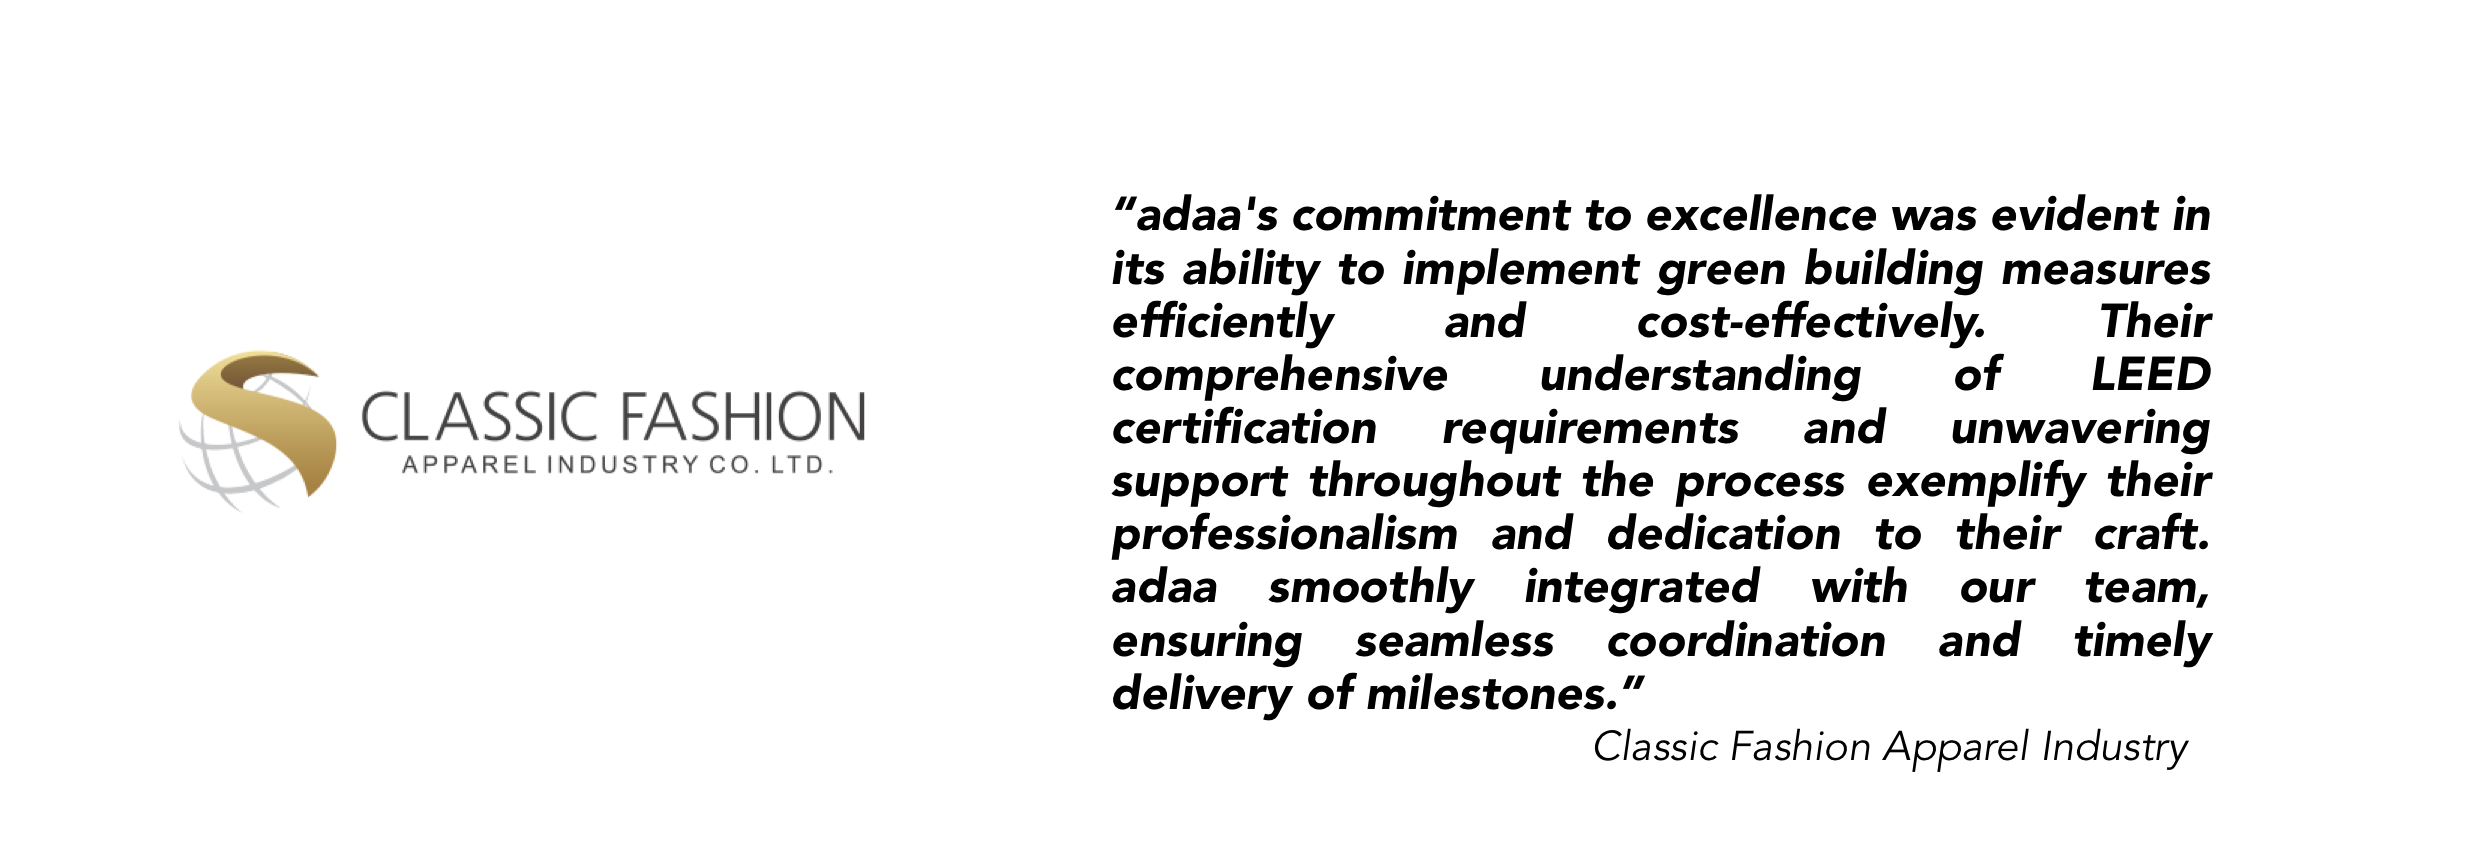 CLASSIC FASHION
APPAREL INDUSTRY CO. LTD.
“adaa's commitment to excellence was evident in
its ability to implement green building measures
efficiently and cost-effectively. Their
comprehensive understanding of LEED
certification requirements and unwavering
support throughout the process exemplify their
professionalism and dedication to their craft.
adaa smoothly integrated with our team,
ensuring seamless coordination and timely
delivery of milestones.”
Classic Fashion Apparel Industry